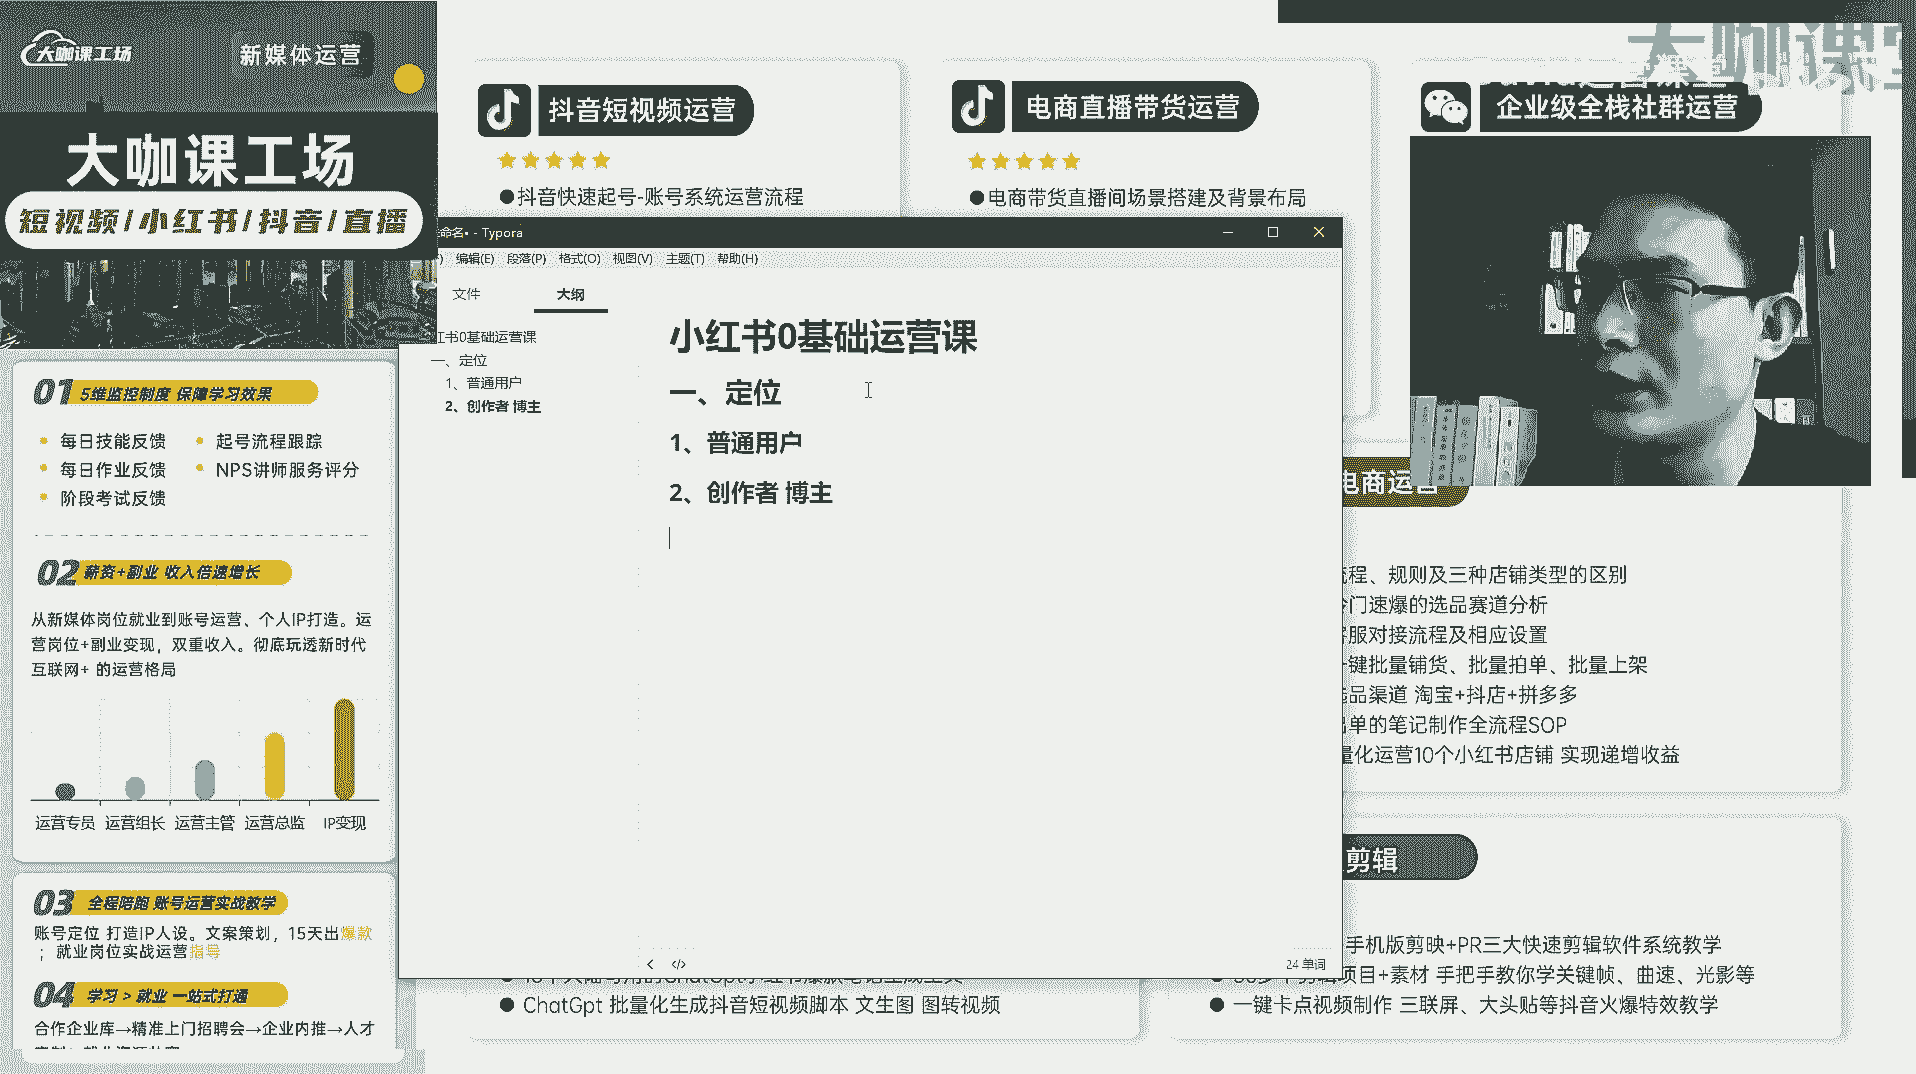 大咖课工场
新媒体运营
大咖课工场
短视频/小红书/抖音/直播
01 5维监控制度 保障学习效果
每日技能反馈
起号流程跟踪
每日作业反馈
NPS讲师服务评分
阶段考试反馈
02 薪资+副业 收入倍速增长
从新媒体岗位就业到账号运营、个人IP打造。运
营岗位+副业变现，双重收入。彻底玩透新时代
互联网+ 的运营格局
运营专员 运营组长 运营主管 运营总监 IP变现
03 全程陪跑 账号运营实战教学
账号定位 打造IP人设。文案策划，15天出爆款
；就业岗位实战运营指导
04 学习 > 就业 一站式打通
合作企业库→精准上门招聘会→企业内推→人才
抖音短视频运营
●抖音快速起号-账号系统运营流程
电商直播带货运营
●电商带货直播间场景搭建及背景布局
大咖课堂
企业级全栈社群运营
命名• - Typora
) 编辑(E) 段落(P) 格式(O) 视图(V) 主题(T) 帮助(H)
文件 大纲
红书0基础运营课
一、定位
1、普通用户
2、创作者 博主
小红书0基础运营课
一、定位
1、普通用户
2、创作者 博主
24 单词
电商运营
流程、规则及三种店铺类型的区别
冷门速爆的选品赛道分析
客服对接流程及相应设置
一键批量铺货、批量拍单、批量上架
选品渠道 淘宝+抖店+拼多多
出单的笔记制作全流程SOP
量化运营10个小红书店铺 实现递增收益
剪辑
手机版剪映+PR三大快速剪辑软件系统教学
项目+素材 手把手教你学关键帧、曲速、光影等
● 一键卡点视频制作 三联屏、大头贴等抖音火爆特效教学
● ChatGpt 批量化生成抖音短视频脚本 文生图 图转视频